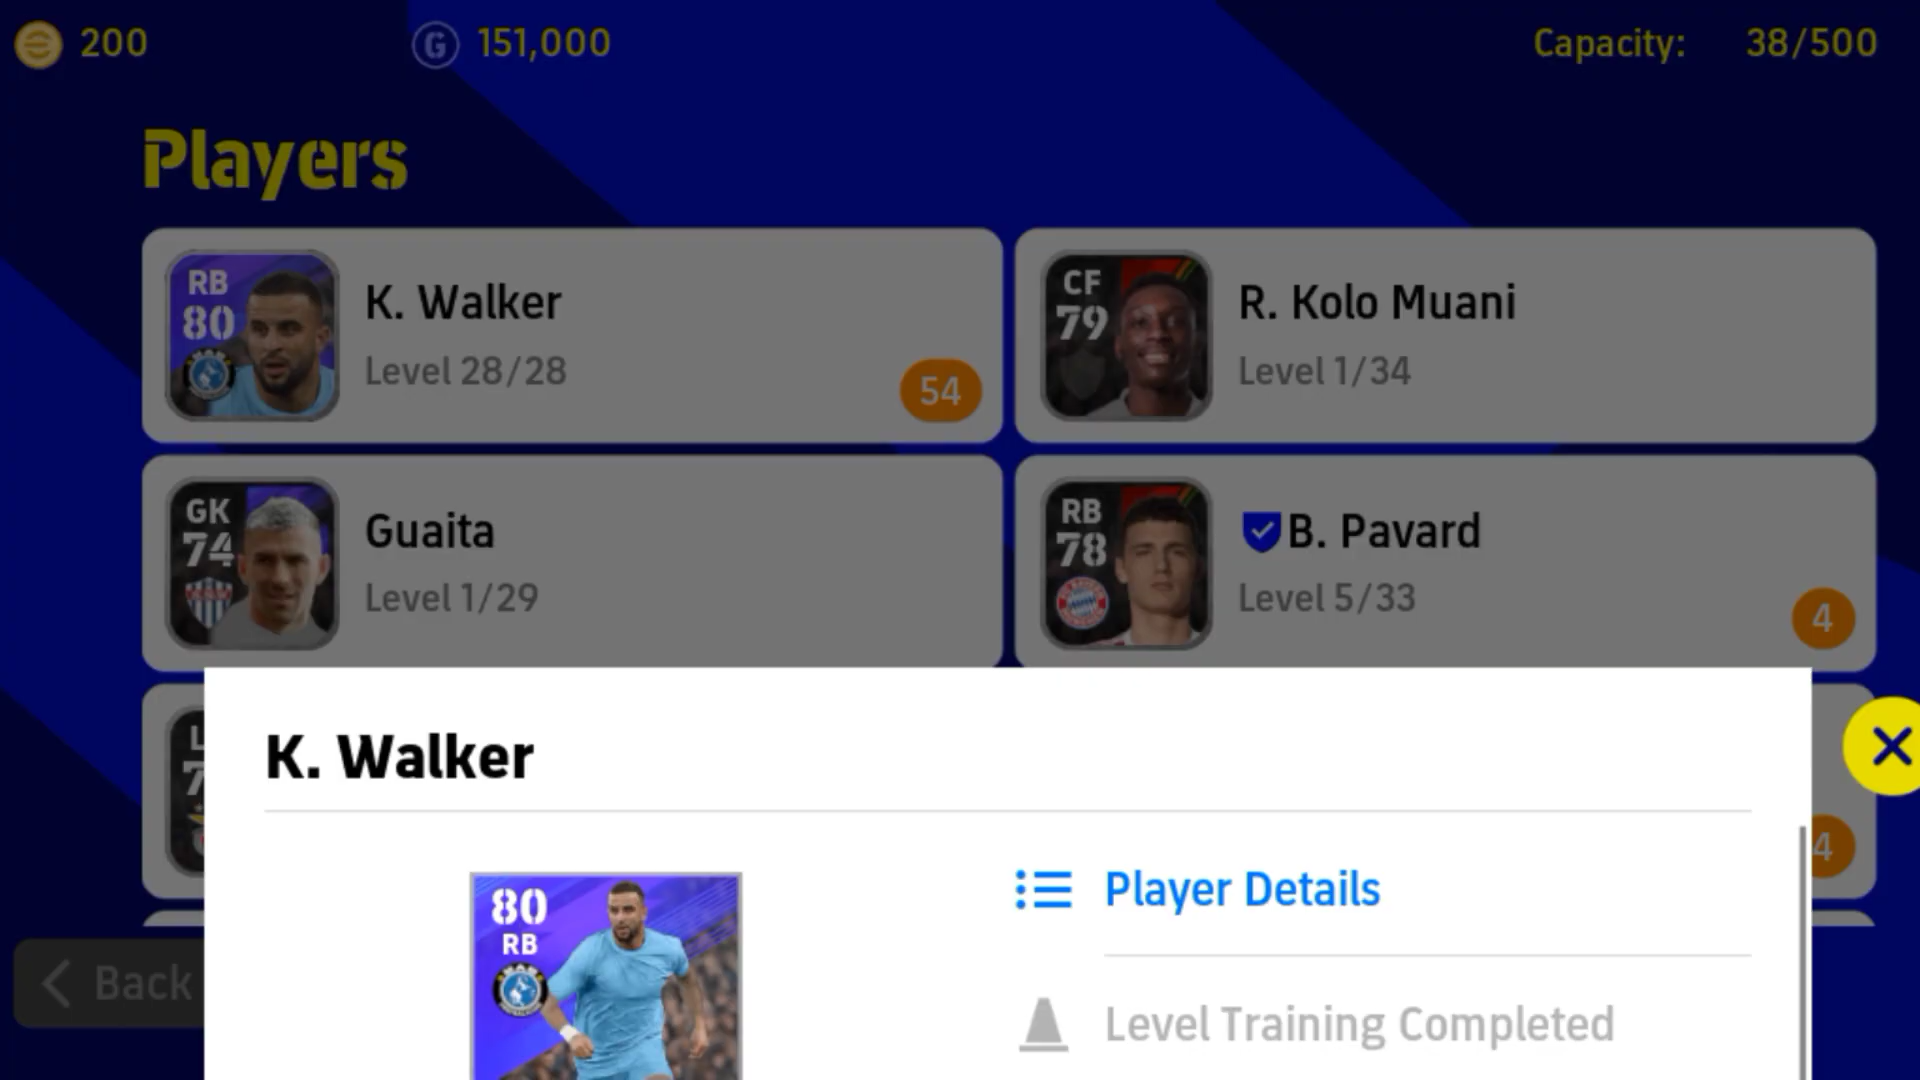 200
151,000
Capacity: 38/500
Players
RB
80
K. Walker
Level 28/28
54
CF
79
R. Kolo Muani
Level 1/34
GK
74
Guaita
Level 1/29
RB
78
B. Pavard
Level 5/33
4
K. Walker
4
80
RB
Player Details
Back
Level Training Completed